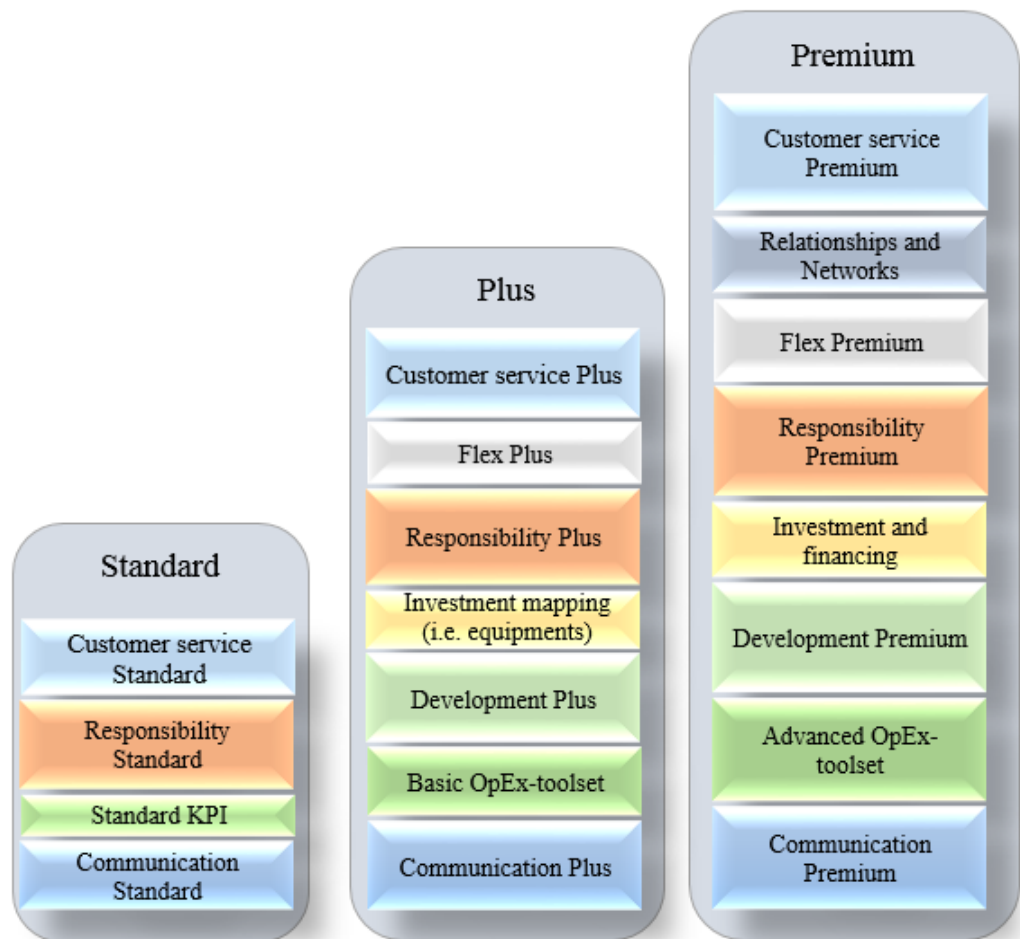 Standard
Customer service
Standard
Responsibility
Standard
Standard KPI
Communication
Standard
Plus
Customer service Plus
Flex Plus
Responsibility Plus
Investment mapping
(i.e. equipments)
Development Plus
Basic OpEx-toolset
Communication Plus
Premium
Customer service
Premium
Relationships and
Networks
Flex Premium
Responsibility
Premium
Investment and
financing
Development Premium
Advanced OpEx-
toolset
Communication
Premium